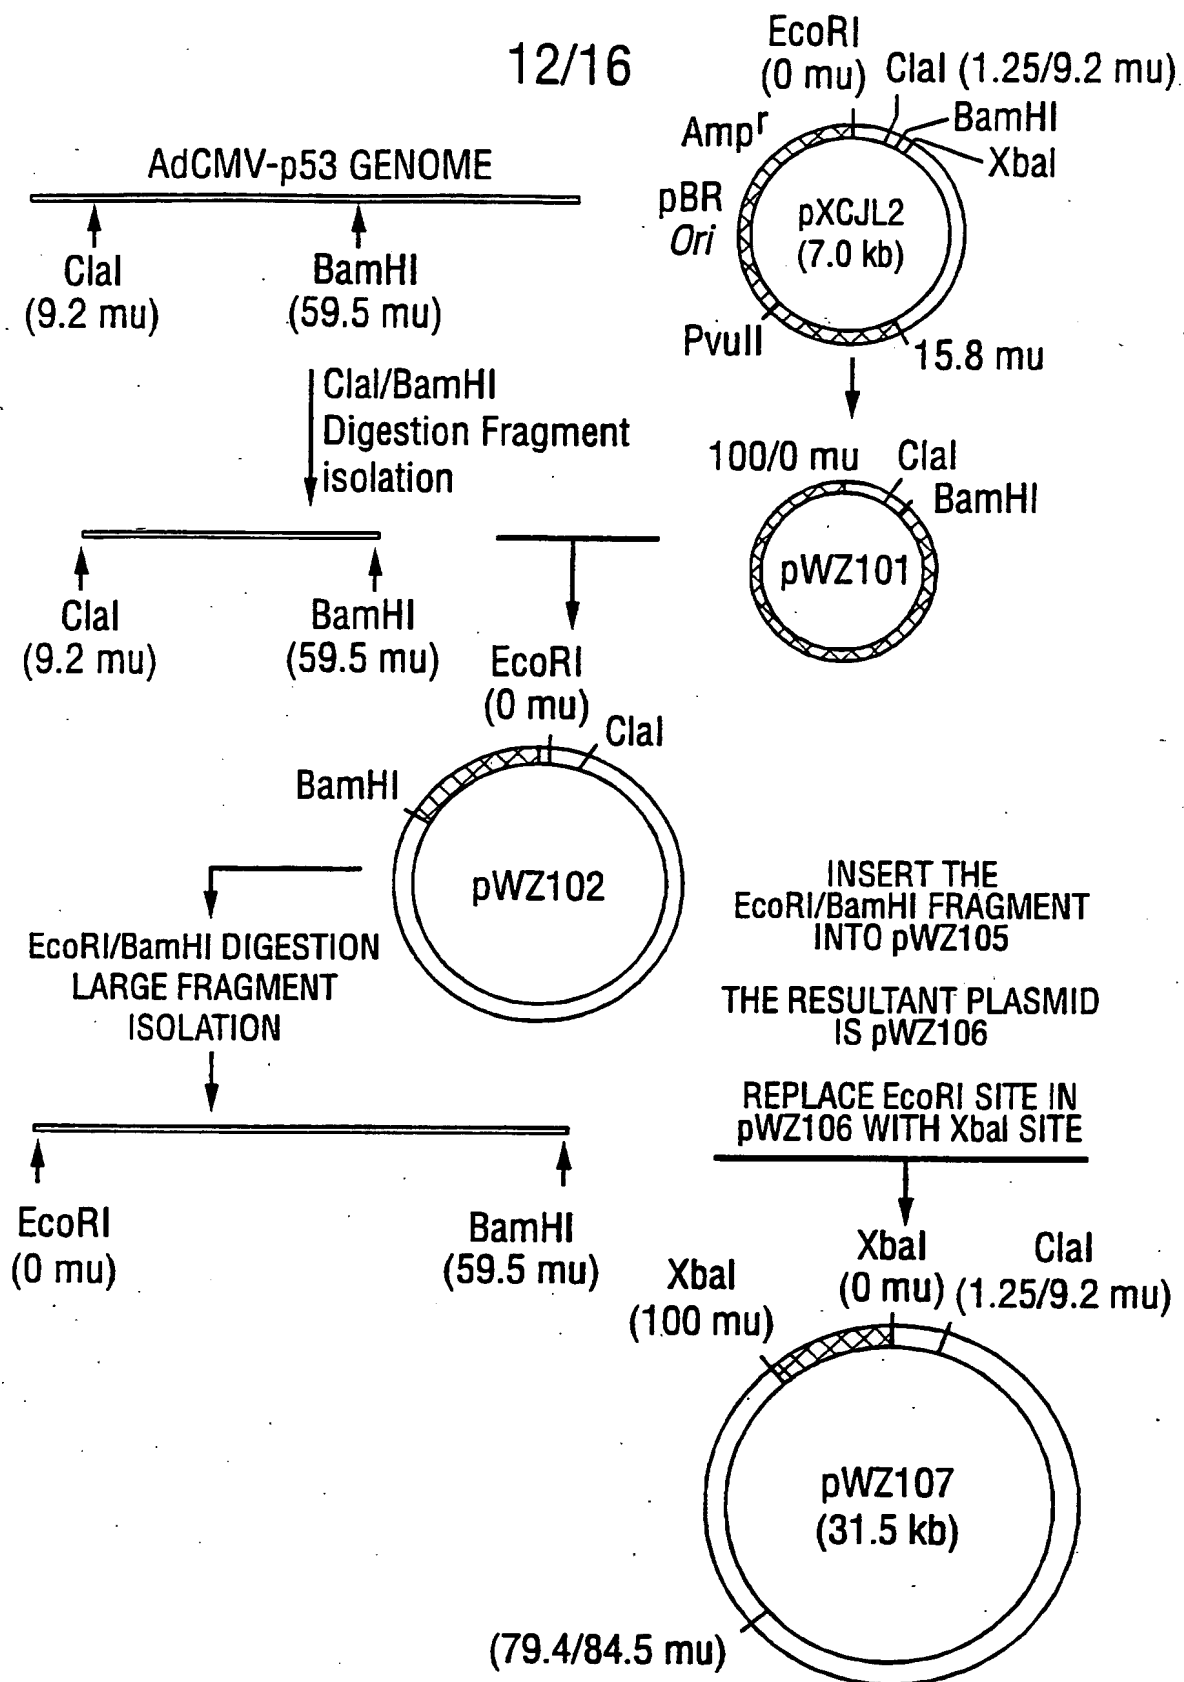 12/16
AdCMV-p53 GENOME
ClaI
(9.2 mu)
BamHI
(59.5 mu)
EcoRI
(0 mu)
ClaI (1.25/9.2 mu)
BamHI
XbaI
Ampr
pBR
Ori
pXCJL2
(7.0 kb)
PvuII
15.8 mu
ClaI/BamHI
Digestion Fragment
isolation
100/0 mu
ClaI
BamHI
pWZ101
ClaI
(9.2 mu)
BamHI
(59.5 mu)
EcoRI
(0 mu)
ClaI
BamHI
pWZ102
EcoRI/BamHI DIGESTION
LARGE FRAGMENT
ISOLATION
INSERT THE
EcoRI/BamHI FRAGMENT
INTO pWZ105
THE RESULTANT PLASMID
IS pWZ106
REPLACE EcoRI SITE IN
pWZ106 WITH XbaI SITE
EcoRI
(0 mu)
BamHI
(59.5 mu)
XbaI
(100 mu)
XbaI
(0 mu)
ClaI
(1.25/9.2 mu)
pWZ107
(31.5 kb)
(79.4/84.5 mu)